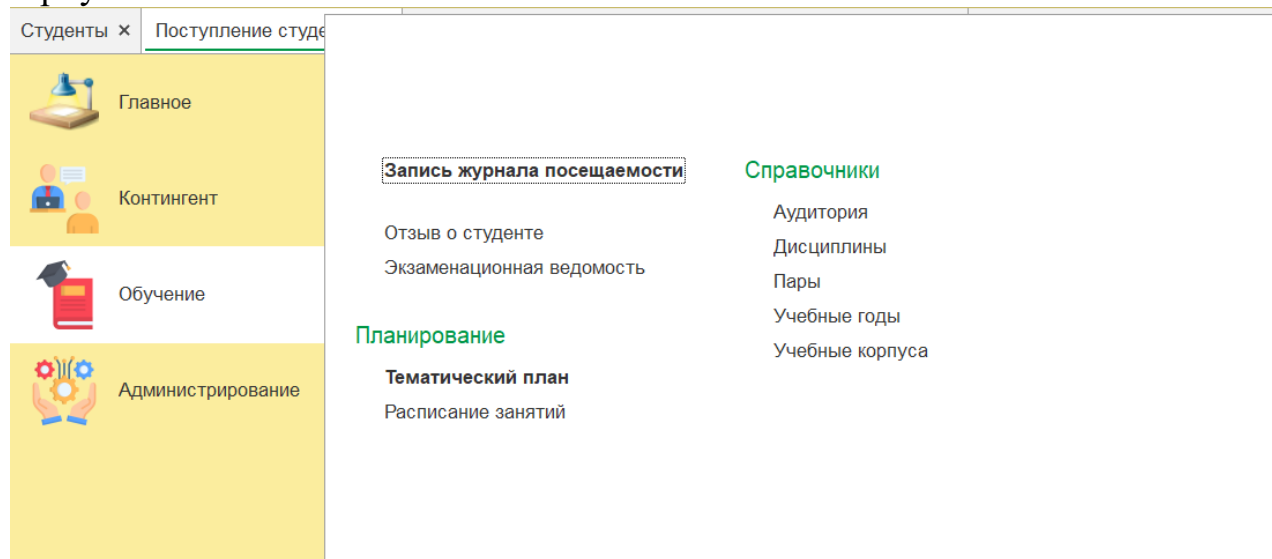 Студенты ×
Поступление студе
Главное
Контингент
Обучение
Администрирование
Запись журнала посещаемости
Отзыв о студенте
Экзаменационная ведомость
Планирование
Тематический план
Расписание занятий
Справочники
Аудитория
Дисциплины
Пары
Учебные годы
Учебные корпуса